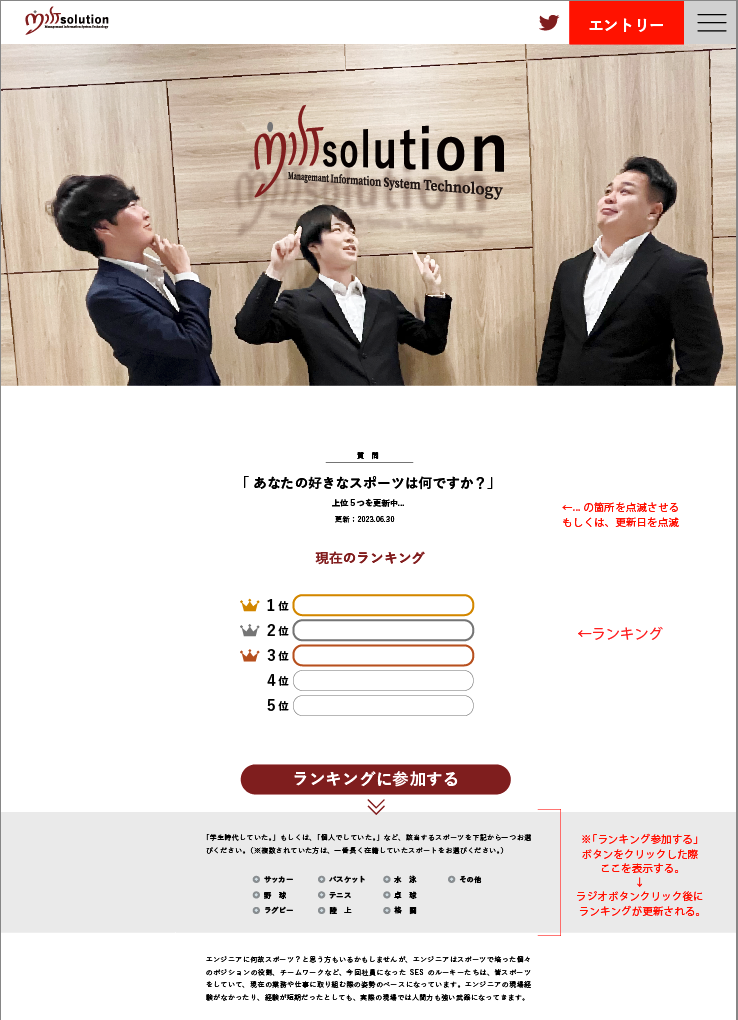 MIST solution
Management Information System Technology
エントリー
MIST solution
Management Information System Technology
質 問
「 あなたの好きなスポーツは何ですか？」
上位５つを更新中...
更新：2023.06.30
←... の箇所を点滅させる
もしくは、更新日を点滅
現在のランキング
1 位
2 位
3 位
4 位
5 位
←ランキング
ランキングに参加する
「学生時代していた。」もしくは、「個人でしていた。」など、該当するスポーツを下記から一つお選
びください。（※複数されていた方は、一番長く在籍していたスポートをお選びください。）
サッカー バスケット 水 泳 その他
野 球 テニス 卓 球
ラグビー 陸 上 格 闘
※「ランキング参加する」
ボタンをクリックした際
ここを表示する。
↓
ラジオボタンクリック後に
ランキングが更新される。
エンジニアに何故スポーツ？と思う方もいるかもしませんが、エンジニアはスポーツで培った個々
のポジションの役割、チームワークなど、今回社員になった SES のルーキーたちは、皆スポーツ
をしていて、現在の業務や仕事に取り組む際の姿勢のベースになっています。エンジニアの現場経
験がなかったり、経験が短期だったとしても、実際の現場では人間力も強い武器になってきます。